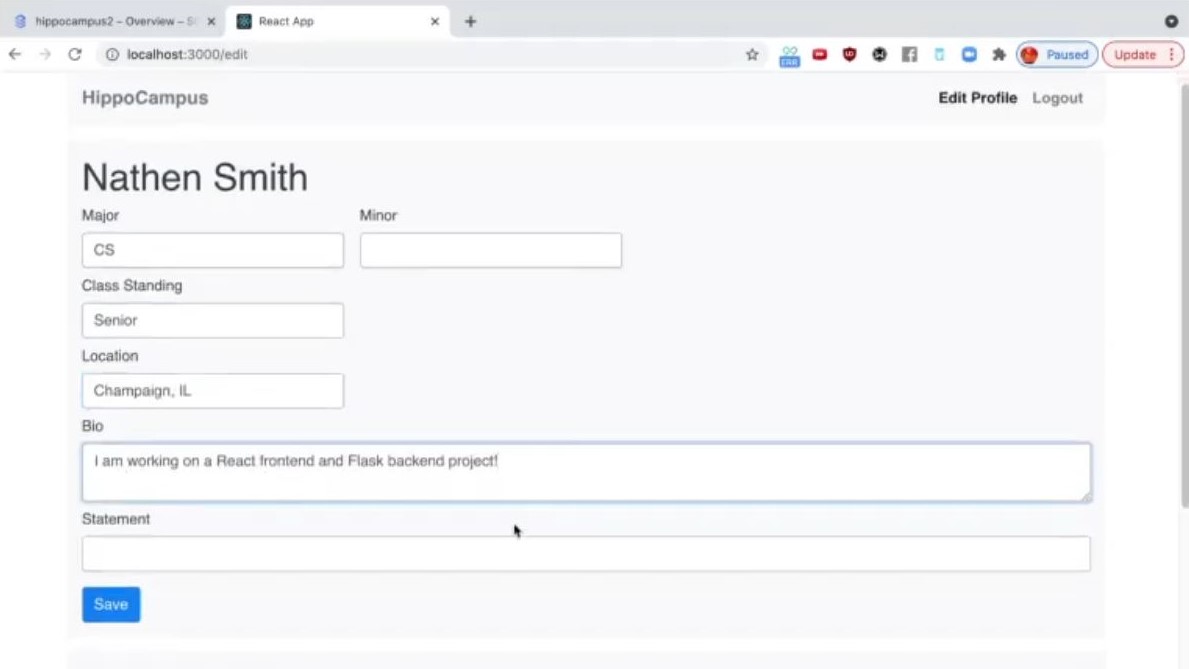 hippocampus2 – Overview – S
React App
localhost:3000/edit
ERR
Paused
Update
HippoCampus
Edit Profile
Logout
Nathen Smith
Major
Minor
CS
Class Standing
Senior
Location
Champaign, IL
Bio
I am working on a React frontend and Flask backend project!
Statement
Save